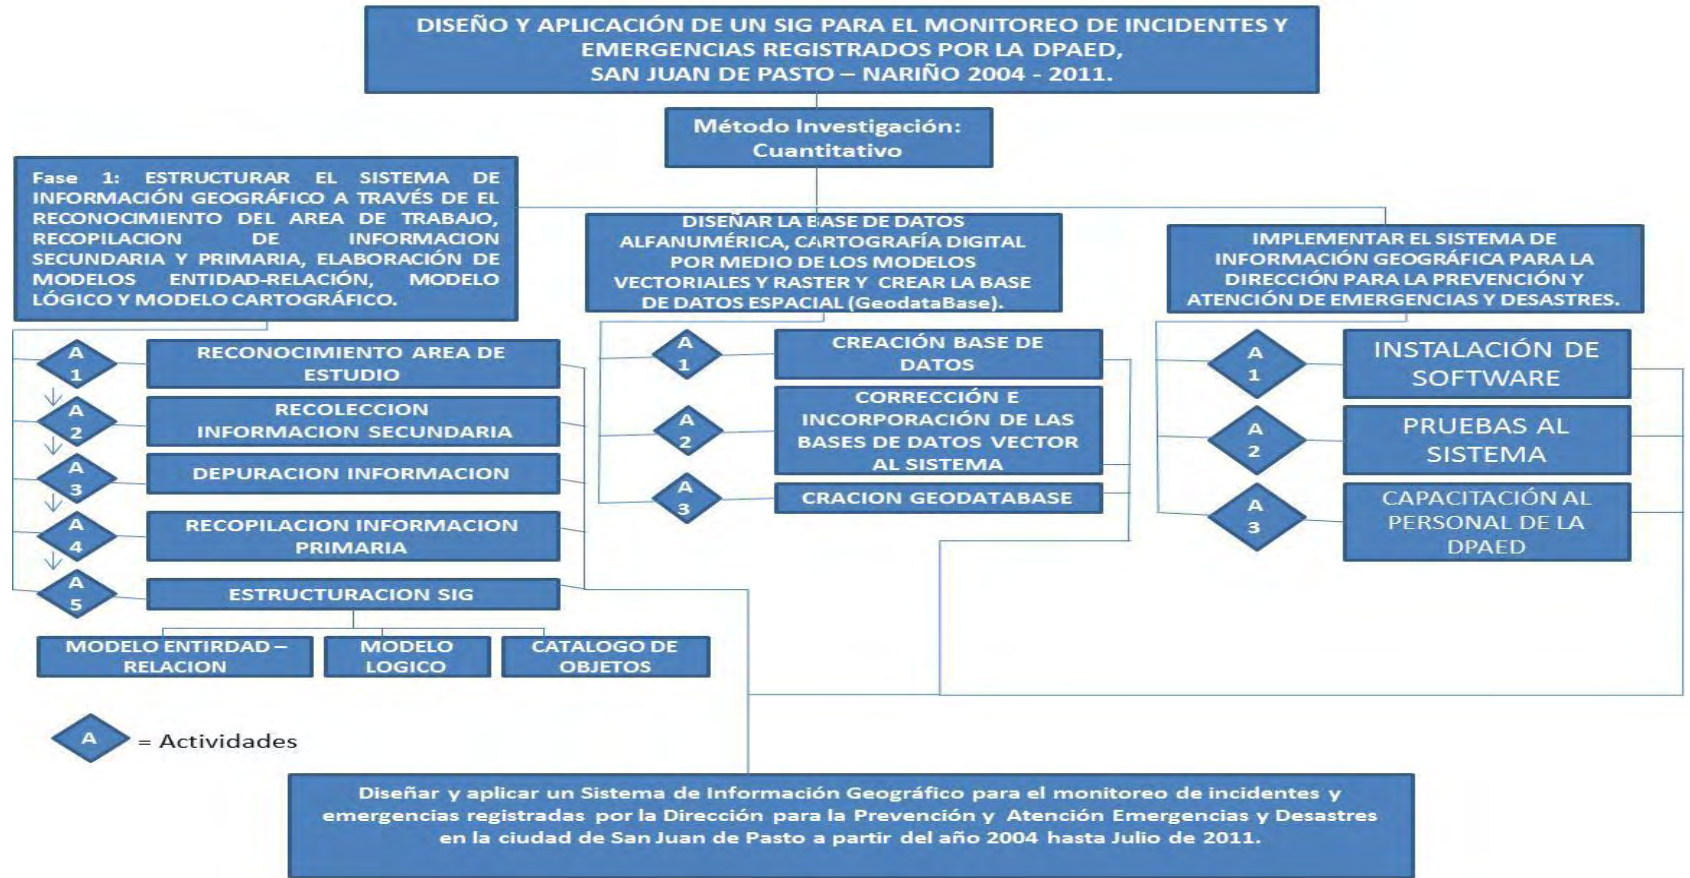 DISEÑO Y APLICACIÓN DE UN SIG PARA EL MONITOREO DE INCIDENTES Y
EMERGENCIAS REGISTRADOS POR LA DPAED,
SAN JUAN DE PASTO – NARIÑO 2004 - 2011.
Método Investigación:
Cuantitativo
Fase 1: ESTRUCTURAR EL SISTEMA DE
INFORMACIÓN GEOGRÁFICO A TRAVÉS DE EL
RECONOCIMIENTO DEL AREA DE TRABAJO,
RECOPILACION DE INFORMACION
SECUNDARIA Y PRIMARIA, ELABORACIÓN DE
MODELOS ENTIDAD-RELACIÓN, MODELO
LÓGICO Y MODELO CARTOGRÁFICO.
A
1
RECONOCIMIENTO AREA DE
ESTUDIO
A
2
RECOLECCION
INFORMACION SECUNDARIA
A
3
DEPURACION INFORMACION
A
4
RECOPILACION INFORMACION
PRIMARIA
A
5
ESTRUCTURACION SIG
MODELO ENTIRDAD –
RELACION
MODELO
LOGICO
CATALOGO DE
OBJETOS
DISEÑAR LA BASE DE DATOS
ALFANUMÉRICA, CARTOGRAFÍA DIGITAL
POR MEDIO DE LOS MODELOS
VECTORIALES Y RASTER Y CREAR LA BASE
DE DATOS ESPACIAL (GeodataBase).
A
1
CREACIÓN BASE DE
DATOS
A
2
CORRECCIÓN E
INCORPORACIÓN DE LAS
BASES DE DATOS VECTOR
AL SISTEMA
A
3
CRACION GEODATABASE
IMPLEMENTAR EL SISTEMA DE
INFORMACIÓN GEOGRÁFICA PARA LA
DIRECCIÓN PARA LA PREVENCIÓN Y
ATENCIÓN DE EMERGENCIAS Y DESASTRES.
A
1
INSTALACIÓN DE
SOFTWARE
A
2
PRUEBAS AL
SISTEMA
A
3
CAPACITACIÓN AL
PERSONAL DE LA
DPAED
A = Actividades
Diseñar y aplicar un Sistema de Información Geográfico para el monitoreo de incidentes y
emergencias registradas por la Dirección para la Prevención y Atención Emergencias y Desastres
en la ciudad de San Juan de Pasto a partir del año 2004 hasta Julio de 2011.